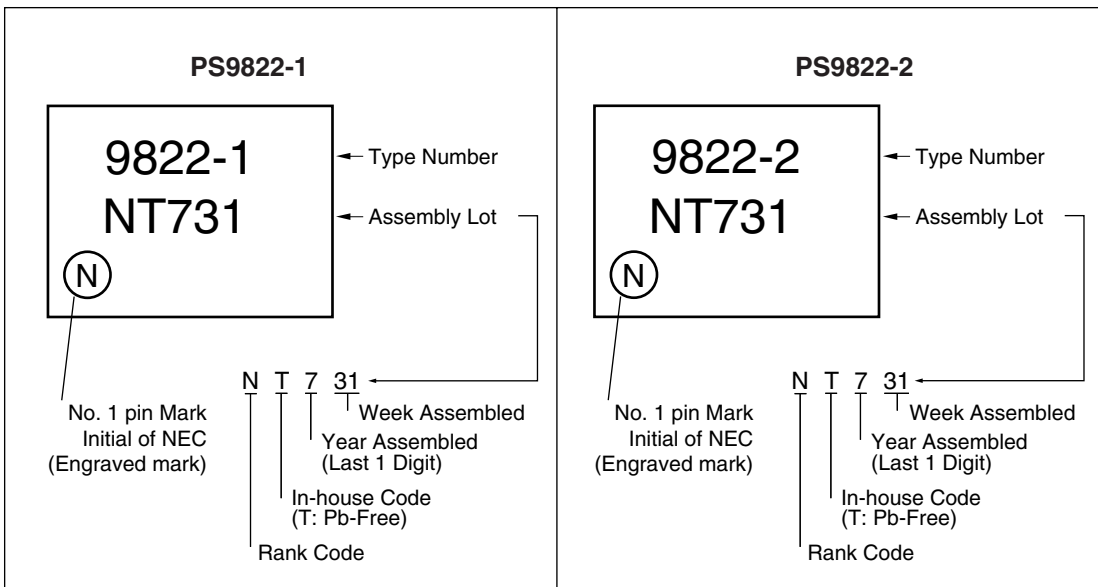 PS9822-1
9822-1
Type Number
NT731
Assembly Lot
N
N T 7 31
No. 1 pin Mark
Initial of NEC
(Engraved mark)
Week Assembled
Year Assembled
(Last 1 Digit)
In-house Code
(T: Pb-Free)
Rank Code
PS9822-2
9822-2
Type Number
NT731
Assembly Lot
N
N T 7 31
No. 1 pin Mark
Initial of NEC
(Engraved mark)
Week Assembled
Year Assembled
(Last 1 Digit)
In-house Code
(T: Pb-Free)
Rank Code